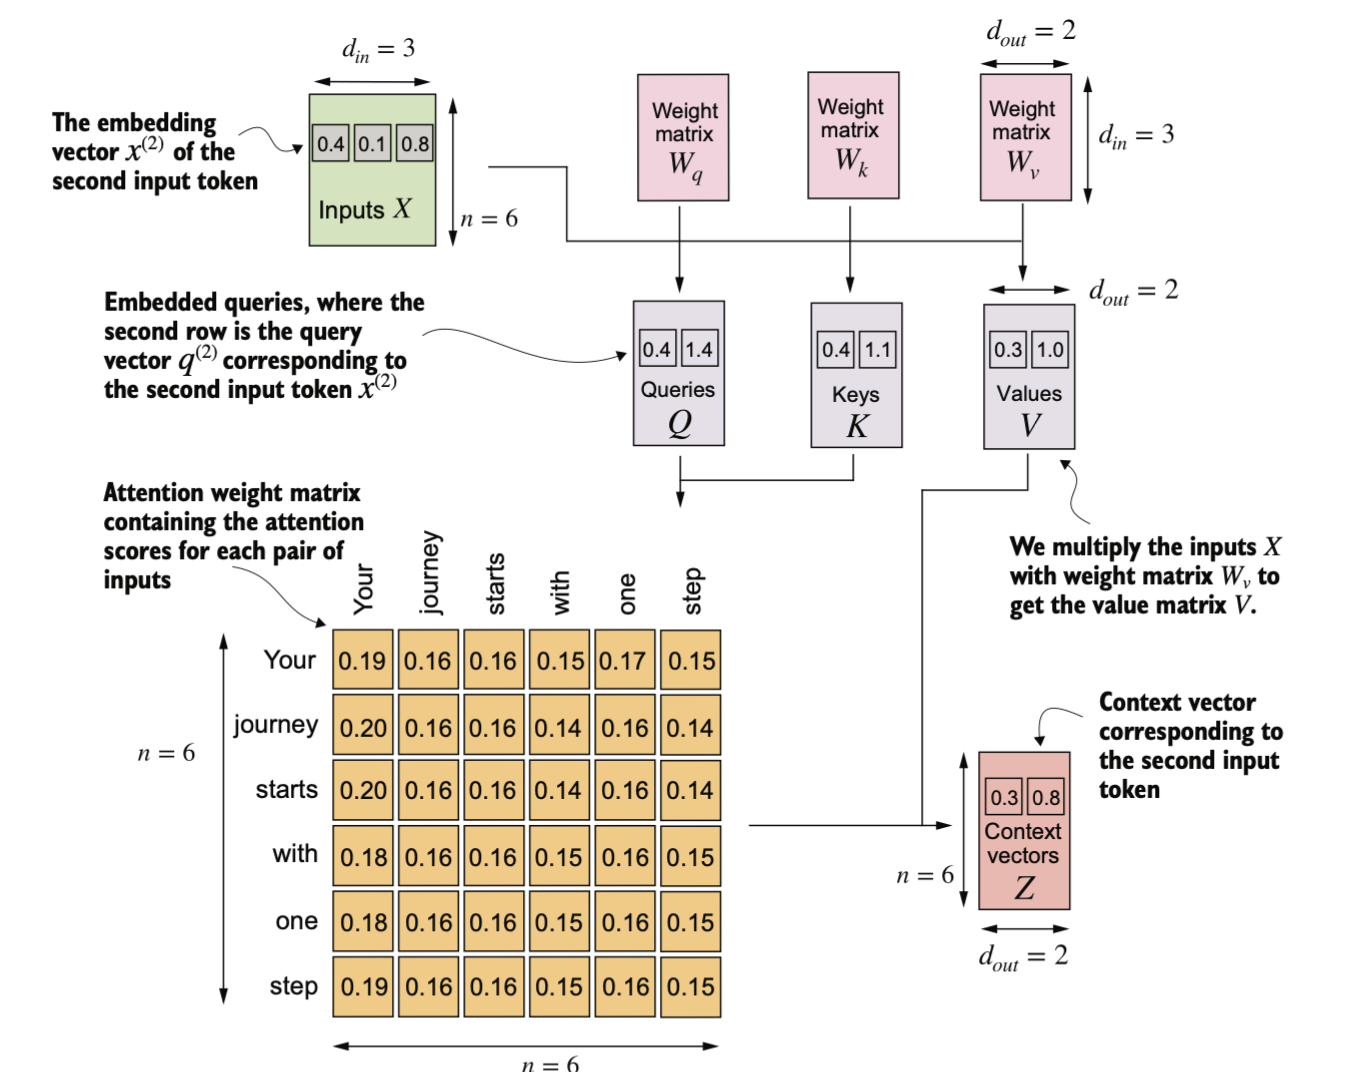 d_in = 3
d_out = 2
The embedding
vector x^(2) of the
second input token
0.4 0.1 0.8
Inputs X
n = 6
Weight
matrix
W_q
Weight
matrix
W_k
Weight
matrix
W_v
d_in = 3
Embedded queries, where the
second row is the query
vector q^(2) corresponding to
the second input token x^(2)
0.4 1.4
Queries
Q
0.4 1.1
Keys
K
d_out = 2
0.3 1.0
Values
V
We multiply the inputs X
with weight matrix W_v to
get the value matrix V.
Attention weight matrix
containing the attention
scores for each pair of
inputs
Your journey starts with one step
Your 0.19 0.16 0.16 0.15 0.17 0.15
journey 0.20 0.16 0.16 0.14 0.16 0.14
starts 0.20 0.16 0.16 0.14 0.16 0.14
with 0.18 0.16 0.16 0.15 0.16 0.15
one 0.18 0.16 0.16 0.15 0.16 0.15
step 0.19 0.16 0.16 0.15 0.16 0.15
n = 6
n = 6
Context vector
corresponding to
the second input
token
0.3 0.8
Context
vectors
Z
n = 6
d_out = 2